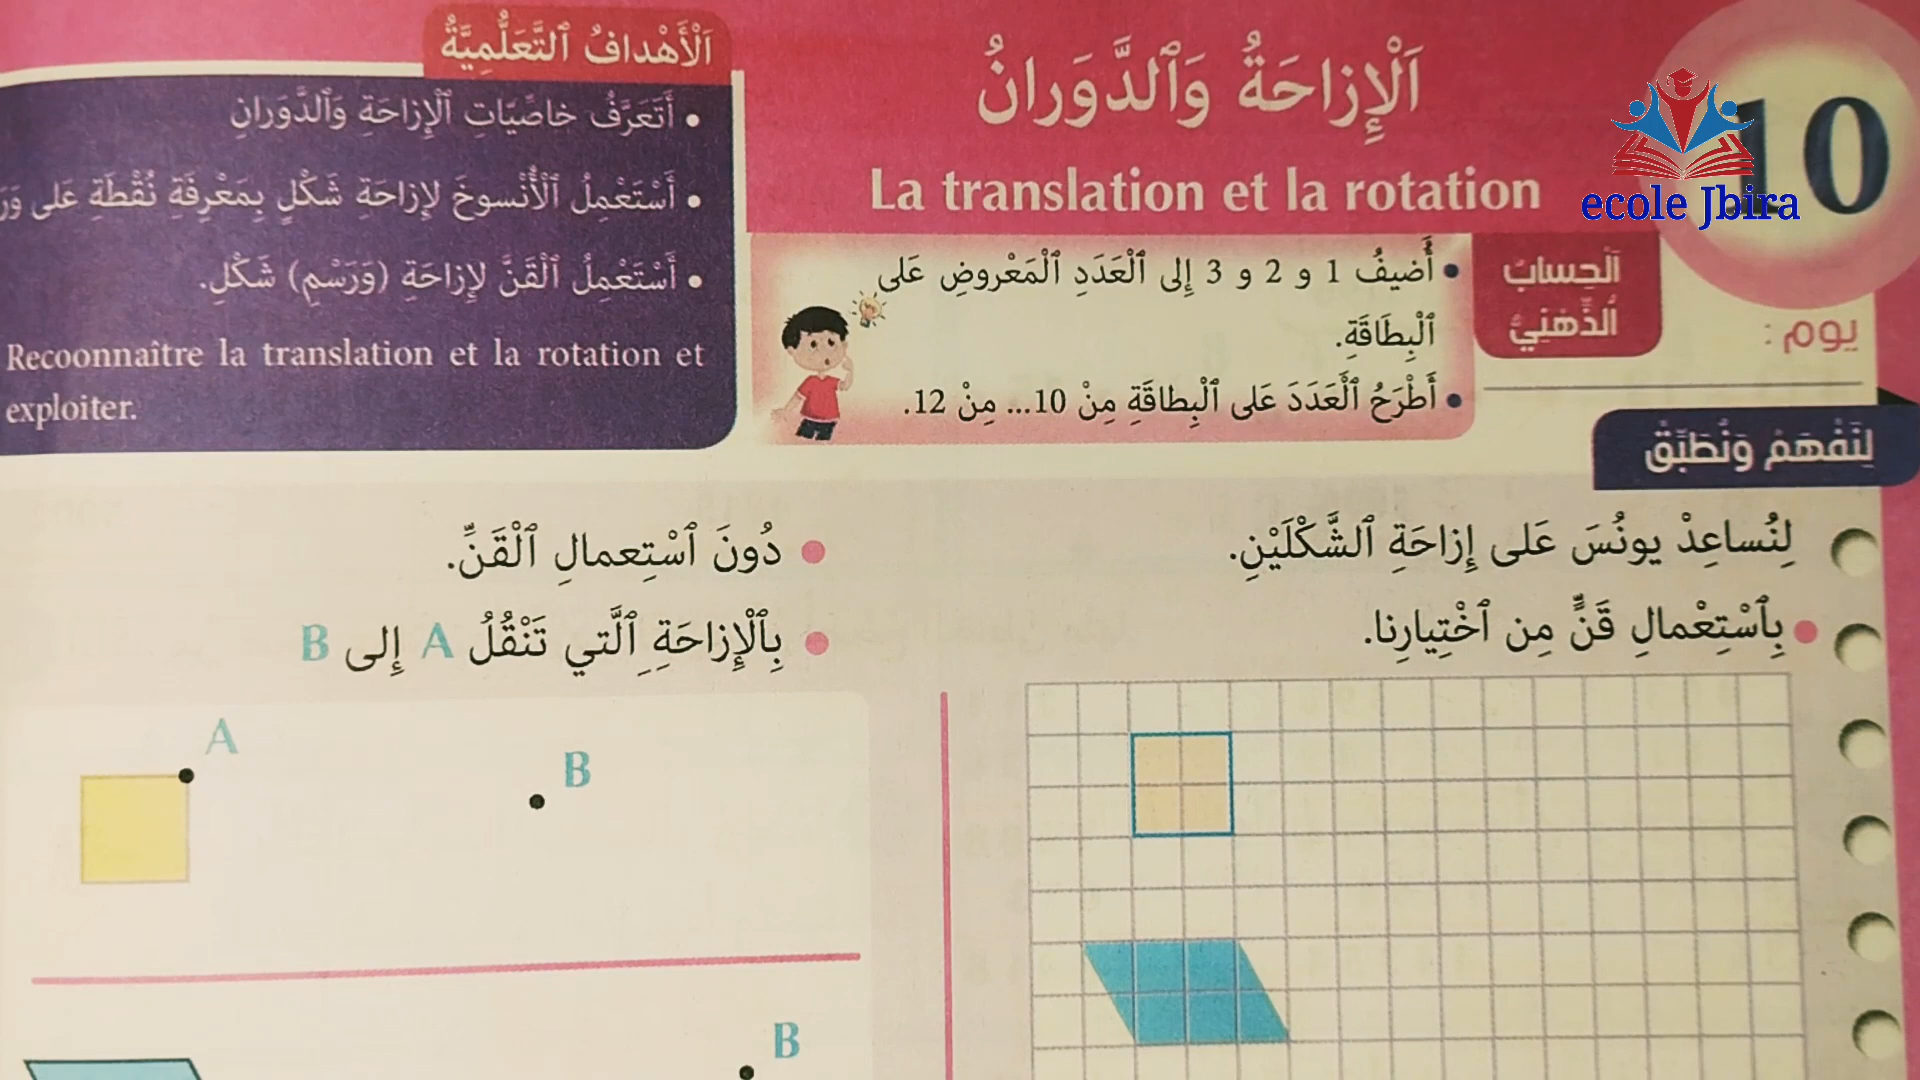 10
ecole Jbira
اَلْإِزاحَةُ وَٱلدَّوَرانُ
La translation et la rotation
يوم :
اَلْحِسابُ
ٱلذِّهْنِيُّ
• أُضيفُ 1 و 2 و 3 إِلى ٱلْعَدَدِ ٱلْمَعْروضِ عَلى
ٱلْبِطَاقَةِ.
• أَطْرَحُ ٱلْعَدَدَ عَلى ٱلْبِطاقَةِ مِنْ 10... مِنْ 12.
اَلْأَهْدافُ ٱلتَّعَلُّمِيَّةُ
• أَتَعَرَّفُ خاصِّيّاتِ ٱلْإِزاحَةِ وَٱلدَّوَرانِ
• أَسْتَعْمِلُ ٱلْأُنْسوخَ لِإِزاحَةِ شَكْلٍ بِمَعْرِفَةِ نُقْطَةِ عَلى
• أَسْتَعْمِلُ ٱلْقَنَّ لِإِزاحَةِ (وَرَسْمِ) شَكْلٍ.
Recoonnaître la translation et la rotation et
exploiter.
لِنَفْهَمْ وَنُطَبِّقْ
لِنُساعِدْ يونُسَ عَلى إِزاحَةِ ٱلشَّكْلَيْنِ.
• بِٱسْتِعْمالِ قَنٍّ مِن ٱخْتِيارِنا.
• دُونَ ٱسْتِعمالِ ٱلْقَنِّ.
• بِٱلْإِزاحَةِ ٱلَّتي تَنْقُلُ A إِلى B
A
B
B